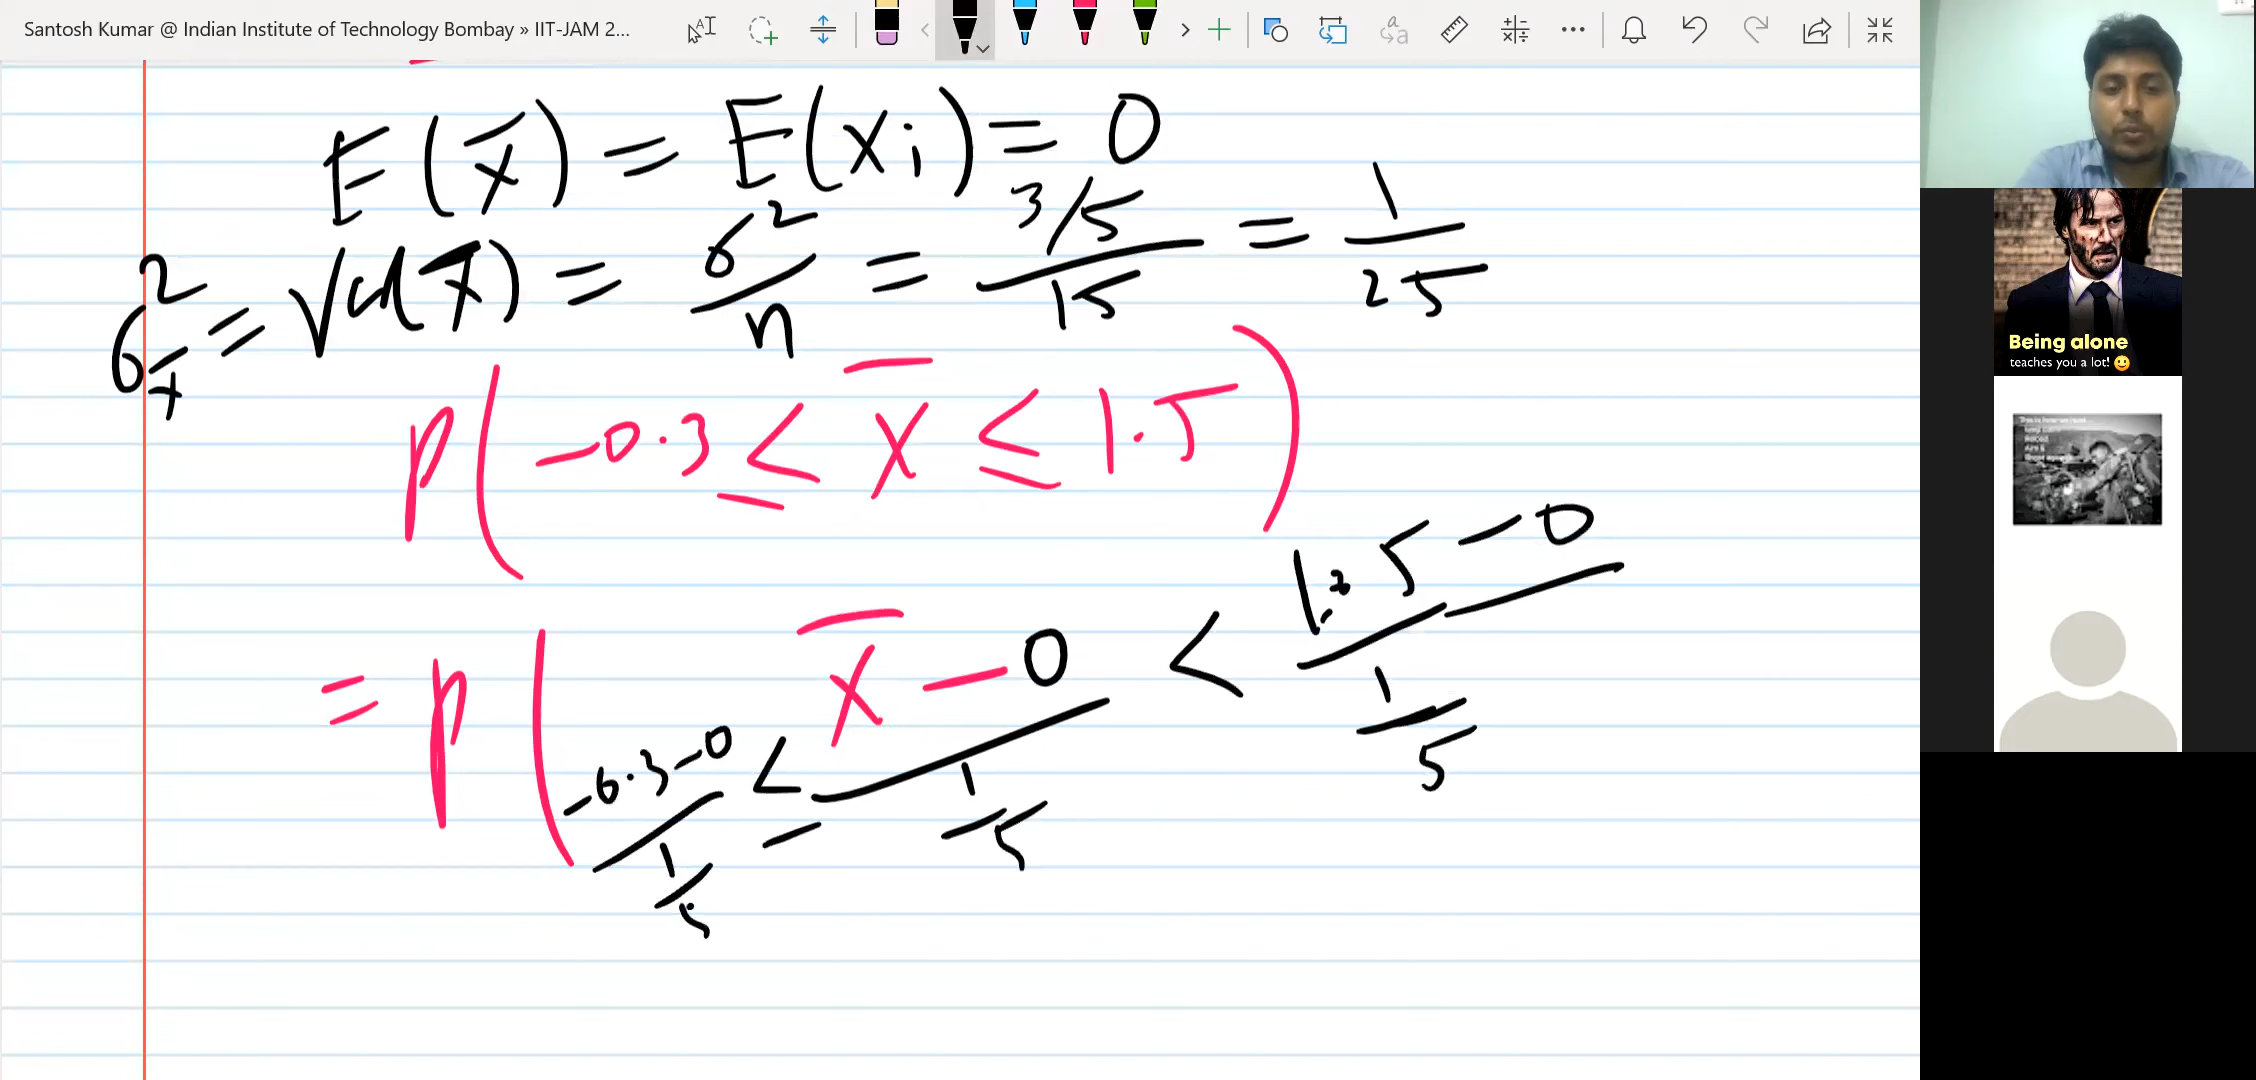 Santosh Kumar @ Indian Institute of Technology Bombay » IIT-JAM 2...
E(x̄) = E(xi) = 0
σ²x̄ = Var(x̄) = σ²/n = (3/5)/15 = 1/25
P(-0.3 ≤ x̄ ≤ 1.5)
= P((-0.3-0)/(1/5) ≤ (x̄-0)/(1/5) < (1.5-0)/(1/5)
Being alone
teaches you a lot!